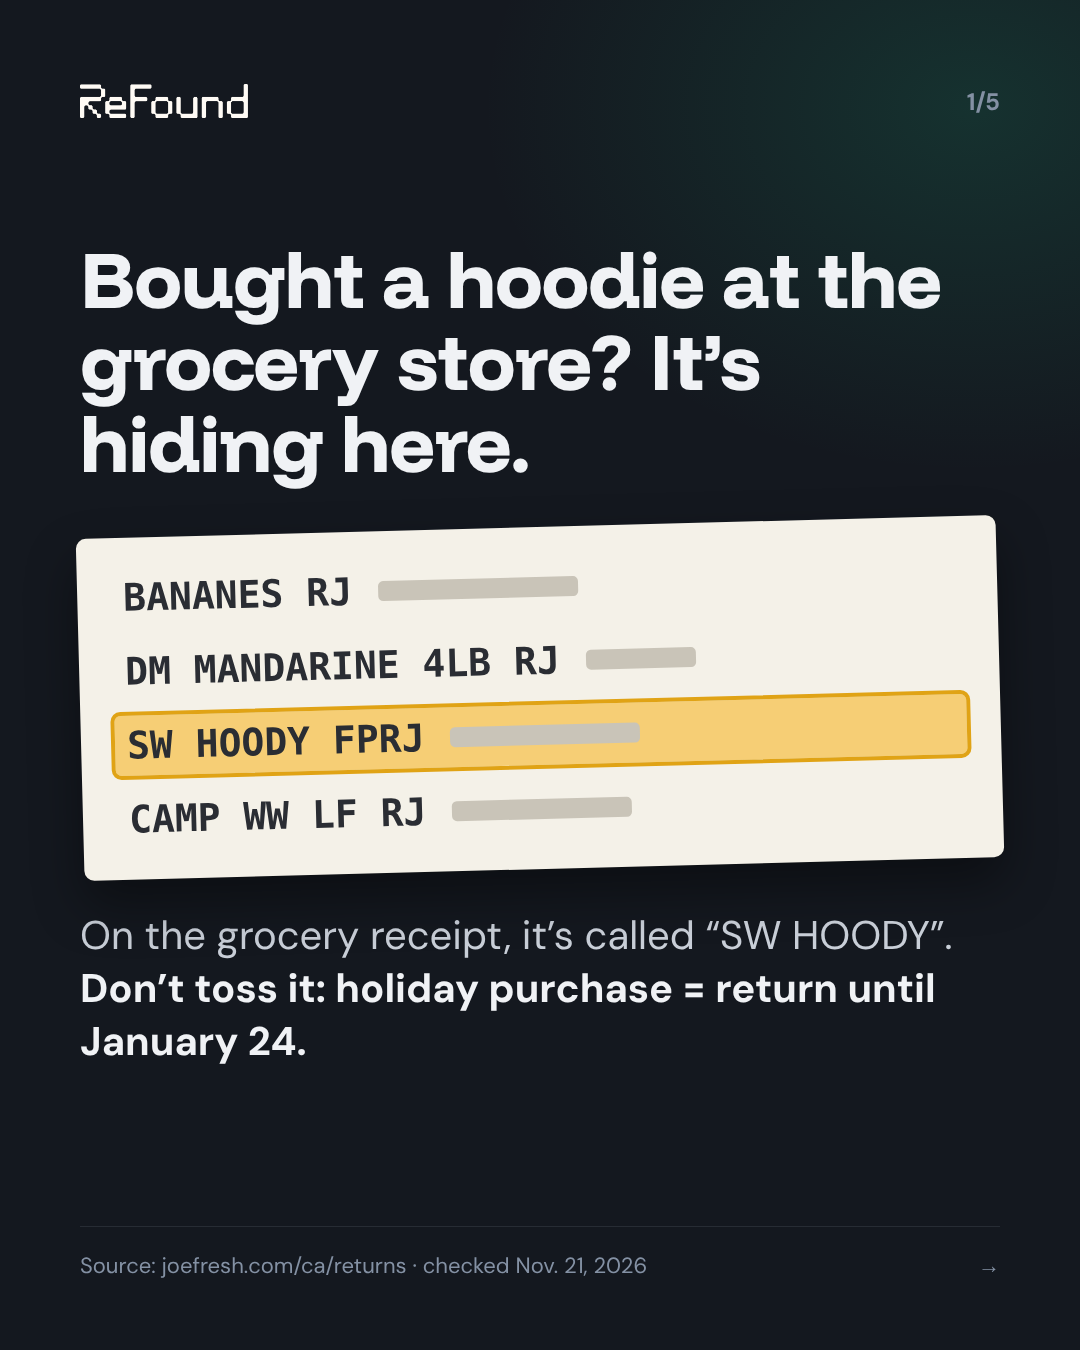 ReFound
1/5
Bought a hoodie at the
grocery store? It’s
hiding here.
BANANES RJ
DM MANDARINE 4LB RJ
SW HOODY FPRJ
CAMP WW LF RJ
On the grocery receipt, it’s called “SW HOODY”.
Don’t toss it: holiday purchase = return until
January 24.
Source: joefresh.com/ca/returns · checked Nov. 21, 2026 →